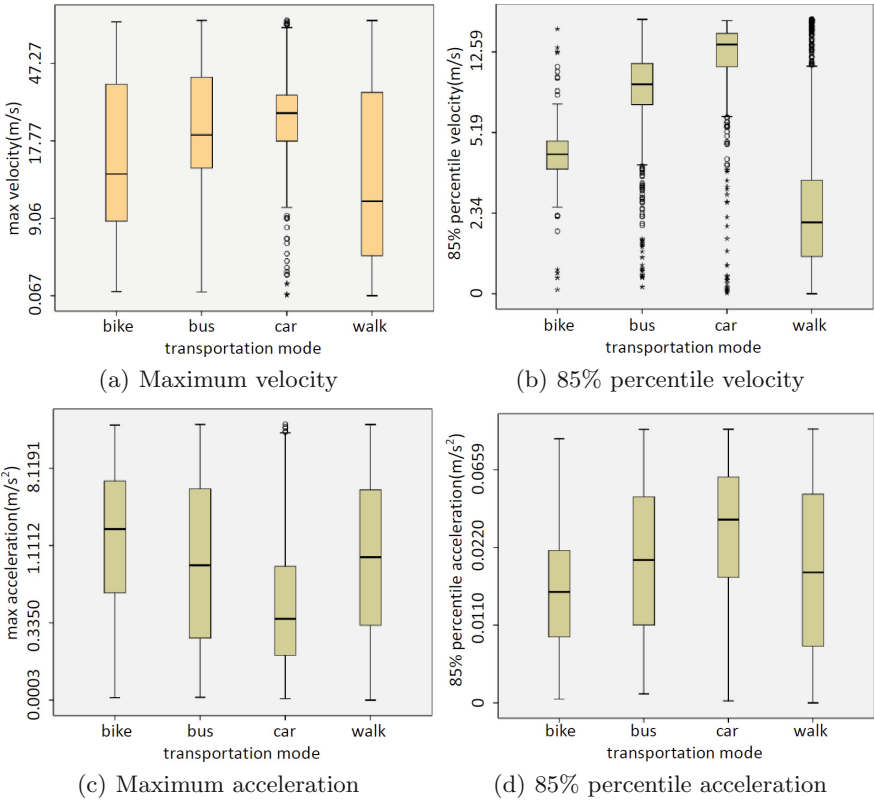 max velocity(m/s)
47.27
17.77
9.06
0.067
bike bus car walk
transportation mode
(a) Maximum velocity
85% percentile velocity(m/s)
12.59
5.19
2.34
0
bike bus car walk
transportation mode
(b) 85% percentile velocity
max acceleration(m/s²)
8.1191
1.1112
0.3350
0.0003
bike bus car walk
transportation mode
(c) Maximum acceleration
85% percentile acceleration(m/s²)
0.0659
0.0220
0.0110
0
bike bus car walk
transportation mode
(d) 85% percentile acceleration